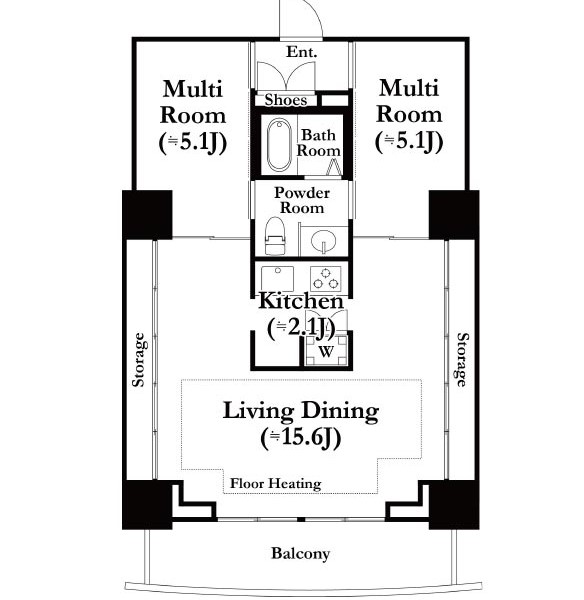 Ent.
Shoes
Multi
Room
(≒5.1J)
Multi
Room
(≒5.1J)
Bath
Room
Powder
Room
Kitchen
(≒2.1J)
W
Storage
Storage
Living Dining
(≒15.6J)
Floor Heating
Balcony